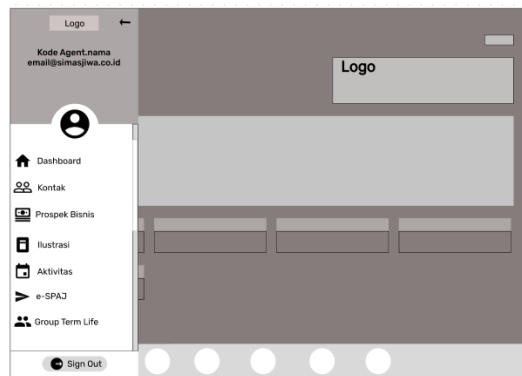 Logo
Kode Agent.nama
email@simasjiwa.co.id
Logo
Dashboard
Kontak
Prospek Bisnis
Ilustrasi
Aktivitas
e-SPAJ
Group Term Life
Sign Out